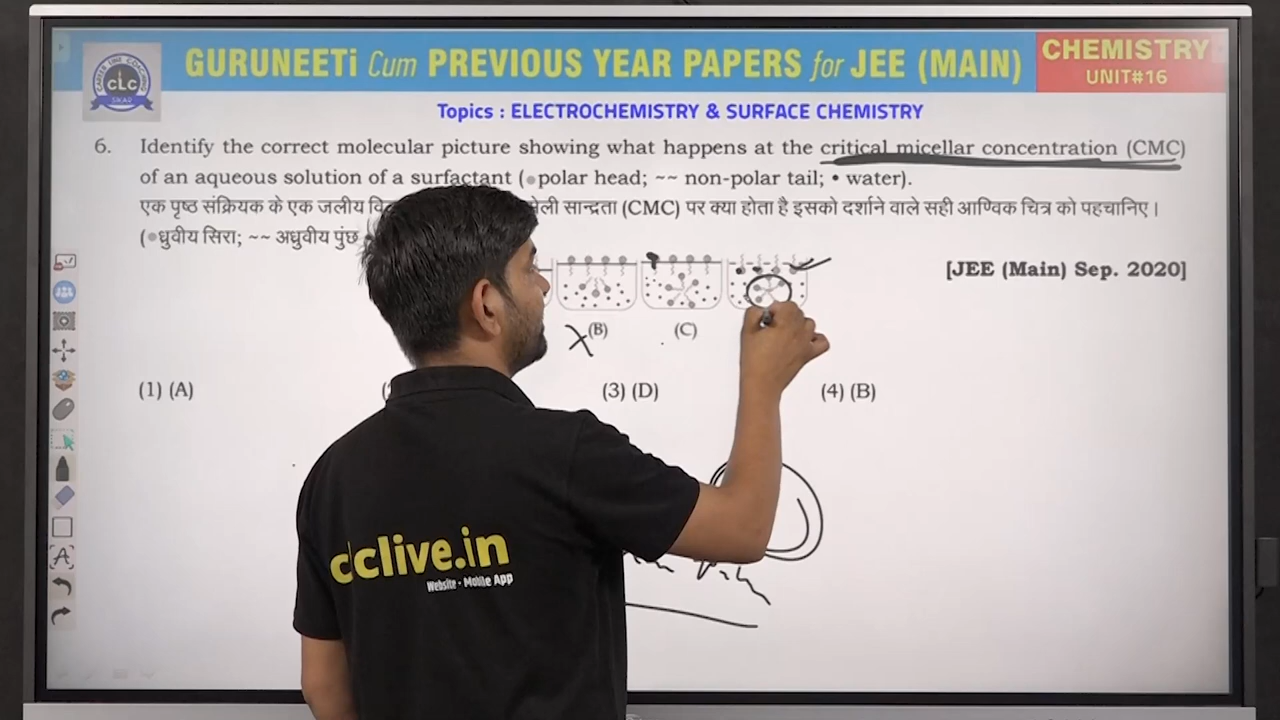 GURUNEETi Cum PREVIOUS YEAR PAPERS for JEE (MAIN)
CHEMISTRY
UNIT#16
CLC
SIKAR
Topics : ELECTROCHEMISTRY & SURFACE CHEMISTRY
6. Identify the correct molecular picture showing what happens at the critical micellar concentration (CMC)
of an aqueous solution of a surfactant (●polar head; ~~ non-polar tail; • water).
एक पृष्ठ संक्रियक के एक जलीय सान्द्रता (CMC) पर क्या होता है इसको दर्शाने वाले सही आण्विक चित्र को पहचानिए।
(●ध्रुवीय सिरा; ~~ अध्रुवीय पुंछ
[JEE (Main) Sep. 2020]
X (B) (C)
(1) (A) (3) (D) (4) (B)
clclive.in
Website - Mobile App